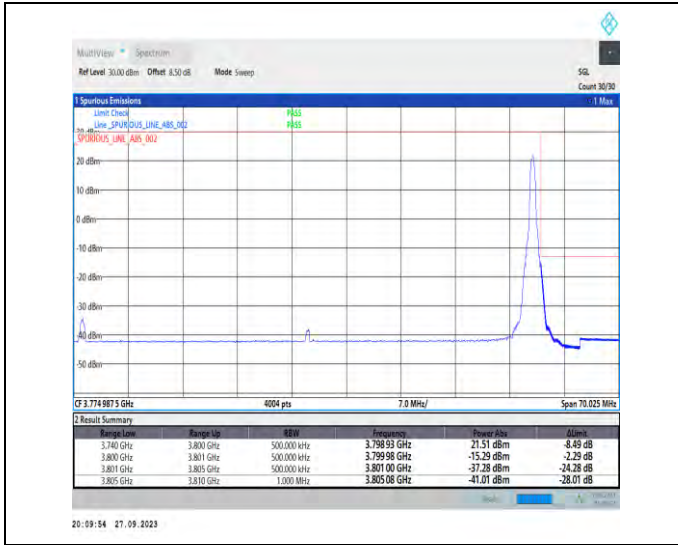 MultiView Spectrum
Ref Level 30.00 dBm Offset 8.50 dB Mode Sweep SGL
Count 30/30
1 Spurious Emissions 1 Max
Limit Check PASS
Line _SPURIOUS_LINE_ABS_002 PASS
_SPURIOUS_LINE_ABS_002
20 dBm
10 dBm
0 dBm
-10 dBm
-20 dBm
-30 dBm
-40 dBm
-50 dBm
CF 3.774 987 5 GHz 4004 pts 7.0 MHz/ Span 70.025 MHz
2 Result Summary
Range Low Range Up RBW Frequency Power Abs ΔLimit
3.740 GHz 3.800 GHz 500.000 kHz 3.798 93 GHz 21.51 dBm -8.49 dB
3.800 GHz 3.801 GHz 500.000 kHz 3.799 98 GHz -15.29 dBm -2.29 dB
3.801 GHz 3.805 GHz 500.000 kHz 3.801 00 GHz -37.28 dBm -24.28 dB
3.805 GHz 3.810 GHz 1.000 MHz 3.805 08 GHz -41.01 dBm -28.01 dB
20:09:54 27.09.2023